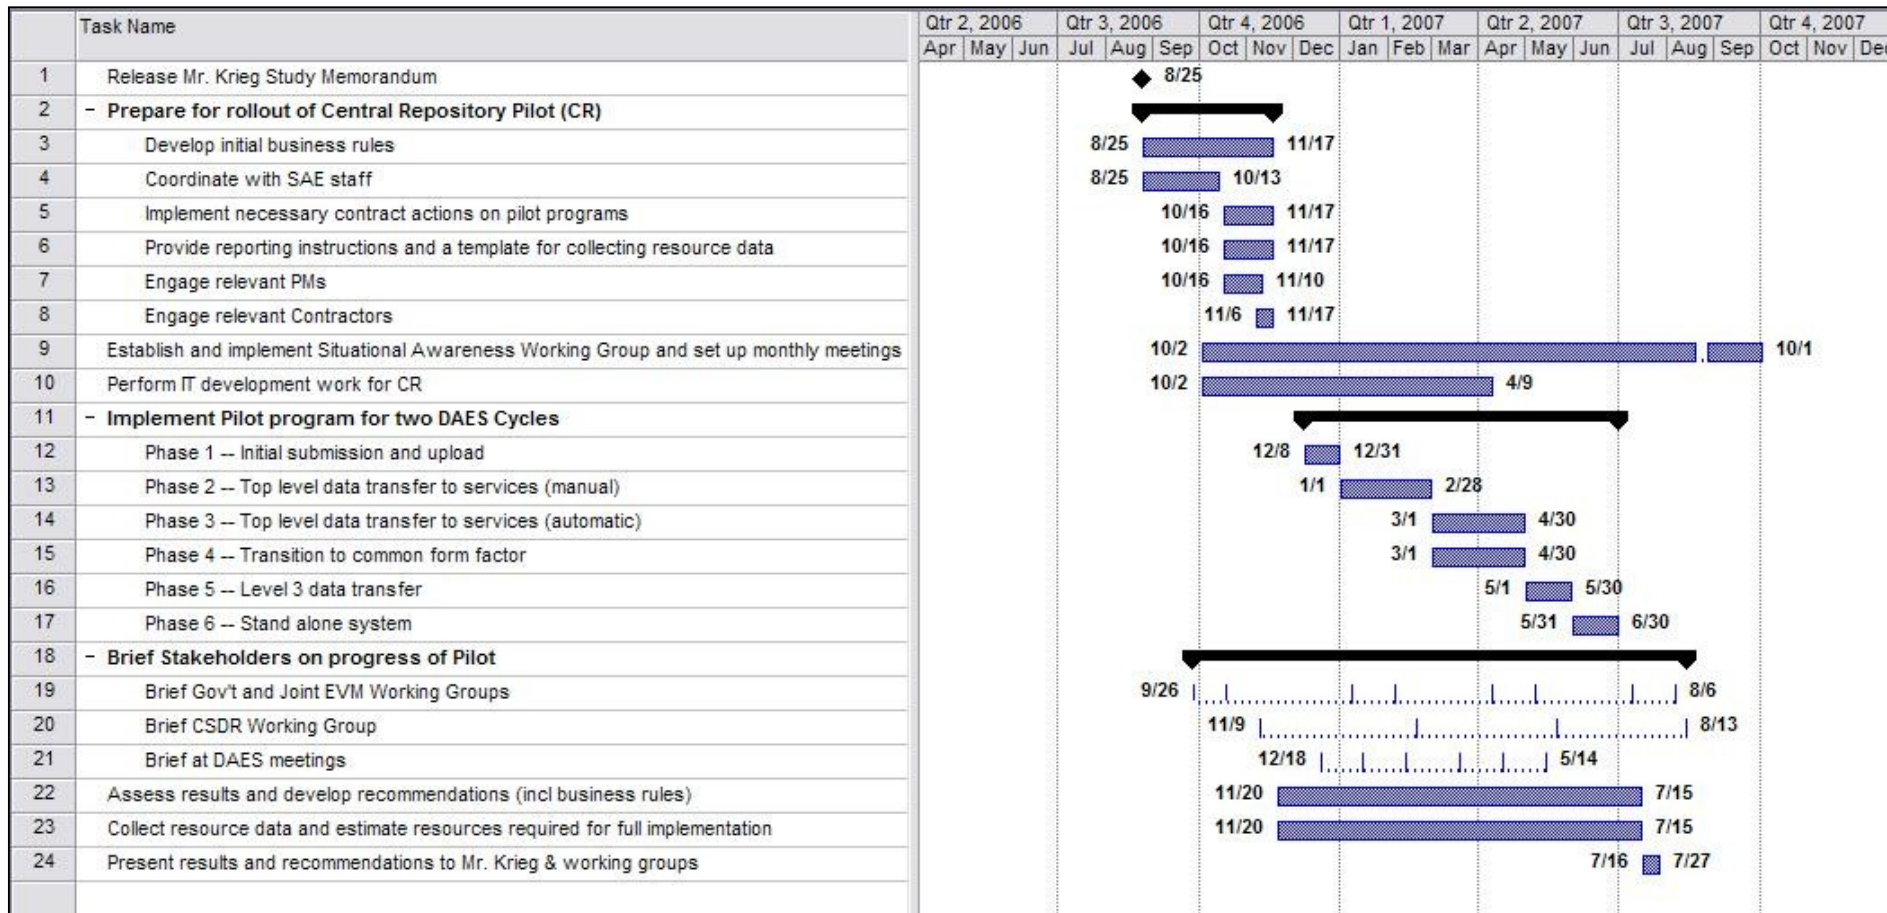 Task Name
Qtr 2, 2006 Qtr 3, 2006 Qtr 4, 2006 Qtr 1, 2007 Qtr 2, 2007 Qtr 3, 2007 Qtr 4, 2007
Apr May Jun Jul Aug Sep Oct Nov Dec Jan Feb Mar Apr May Jun Jul Aug Sep Oct Nov Dec
1 Release Mr. Krieg Study Memorandum 8/25
2 − Prepare for rollout of Central Repository Pilot (CR)
3 Develop initial business rules 8/25 11/17
4 Coordinate with SAE staff 8/25 10/13
5 Implement necessary contract actions on pilot programs 10/16 11/17
6 Provide reporting instructions and a template for collecting resource data 10/16 11/17
7 Engage relevant PMs 10/16 11/10
8 Engage relevant Contractors 11/6 11/17
9 Establish and implement Situational Awareness Working Group and set up monthly meetings 10/2 10/1
10 Perform IT development work for CR 10/2 4/9
11 − Implement Pilot program for two DAES Cycles
12 Phase 1 -- Initial submission and upload 12/8 12/31
13 Phase 2 -- Top level data transfer to services (manual) 1/1 2/28
14 Phase 3 -- Top level data transfer to services (automatic) 3/1 4/30
15 Phase 4 -- Transition to common form factor 3/1 4/30
16 Phase 5 -- Level 3 data transfer 5/1 5/30
17 Phase 6 -- Stand alone system 5/31 6/30
18 − Brief Stakeholders on progress of Pilot
19 Brief Gov't and Joint EVM Working Groups 9/26 8/6
20 Brief CSDR Working Group 11/9 8/13
21 Brief at DAES meetings 12/18 5/14
22 Assess results and develop recommendations (incl business rules) 11/20 7/15
23 Collect resource data and estimate resources required for full implementation 11/20 7/15
24 Present results and recommendations to Mr. Krieg & working groups 7/16 7/27